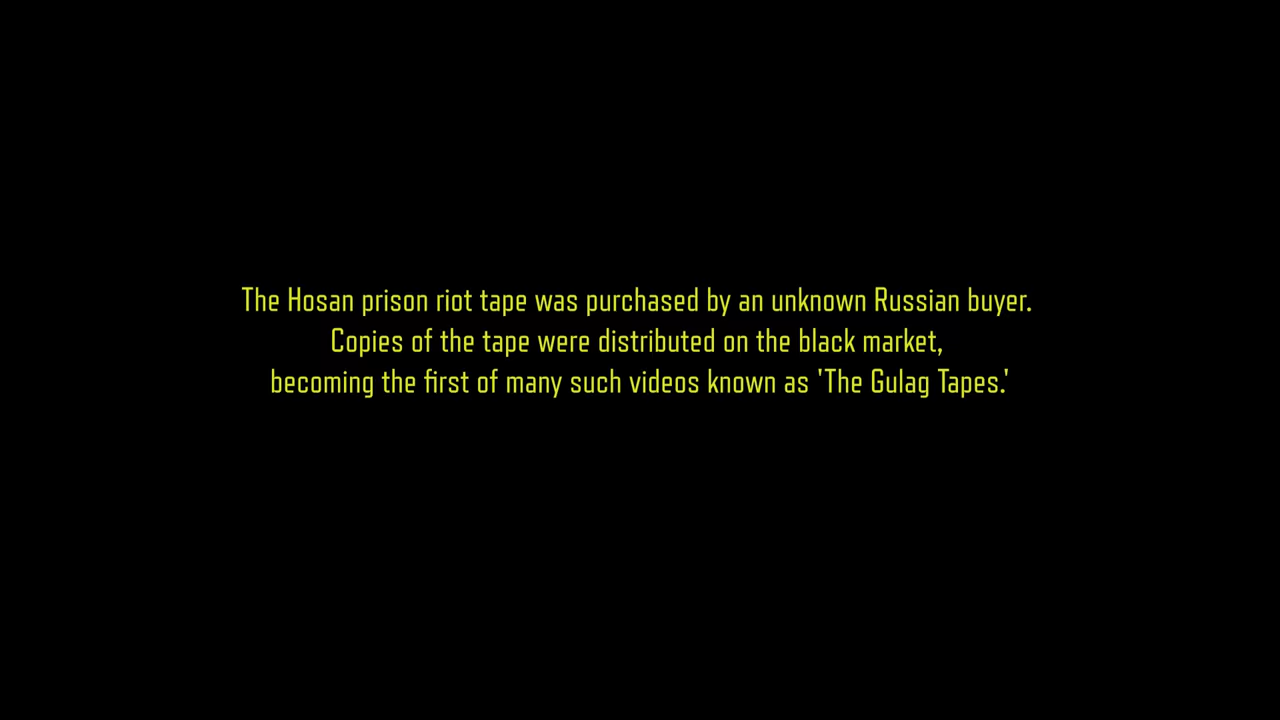 The Hosan prison riot tape was purchased by an unknown Russian buyer.
Copies of the tape were distributed on the black market,
becoming the first of many such videos known as 'The Gulag Tapes.'